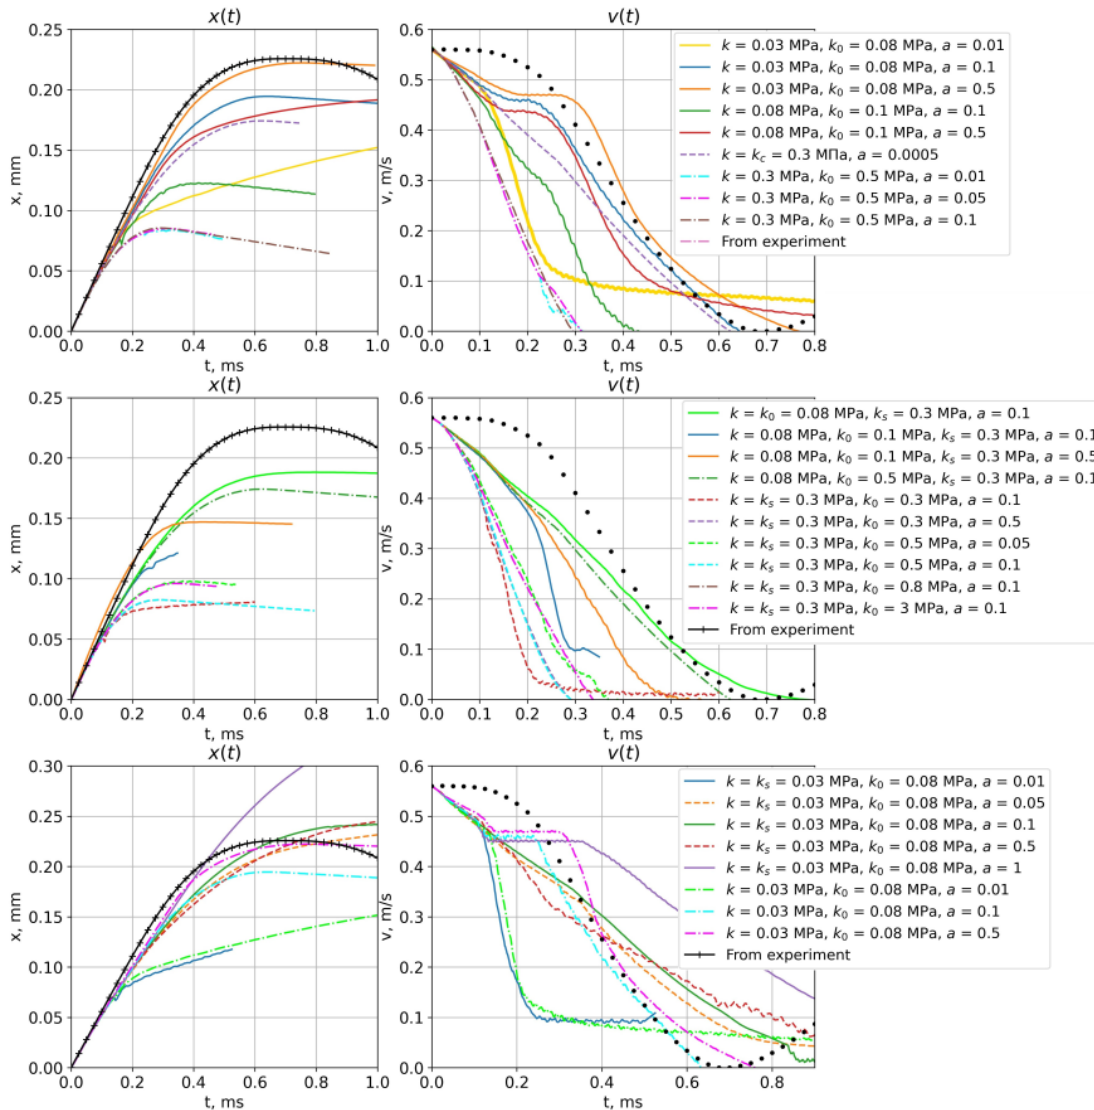 x(t)
v(t)
0.25
0.20
0.15
0.10
0.05
0.00
x, mm
0.0 0.2 0.4 0.6 0.8 1.0
t, ms
0.6
0.5
0.4
0.3
0.2
0.1
0.0
v, m/s
0.0 0.1 0.2 0.3 0.4 0.5 0.6 0.7 0.8
t, ms
k = 0.03 MPa, k₀ = 0.08 MPa, a = 0.01
k = 0.03 MPa, k₀ = 0.08 MPa, a = 0.1
k = 0.03 MPa, k₀ = 0.08 MPa, a = 0.5
k = 0.08 MPa, k₀ = 0.1 MPa, a = 0.1
k = 0.08 MPa, k₀ = 0.1 MPa, a = 0.5
k = k_c = 0.3 МПа, a = 0.0005
k = 0.3 MPa, k₀ = 0.5 MPa, a = 0.01
k = 0.3 MPa, k₀ = 0.5 MPa, a = 0.05
k = 0.3 MPa, k₀ = 0.5 MPa, a = 0.1
From experiment
x(t)
v(t)
0.25
0.20
0.15
0.10
0.05
0.00
x, mm
0.0 0.2 0.4 0.6 0.8 1.0
t, ms
0.6
0.5
0.4
0.3
0.2
0.1
0.0
v, m/s
0.0 0.1 0.2 0.3 0.4 0.5 0.6 0.7 0.8
t, ms
k = k₀ = 0.08 MPa, kₛ = 0.3 MPa, a = 0.1
k = 0.08 MPa, k₀ = 0.1 MPa, kₛ = 0.3 MPa, a = 0.1
k = 0.08 MPa, k₀ = 0.1 MPa, kₛ = 0.3 MPa, a = 0.5
k = 0.08 MPa, k₀ = 0.5 MPa, kₛ = 0.3 MPa, a = 0.1
k = kₛ = 0.3 MPa, k₀ = 0.3 MPa, a = 0.1
k = kₛ = 0.3 MPa, k₀ = 0.3 MPa, a = 0.5
k = kₛ = 0.3 MPa, k₀ = 0.5 MPa, a = 0.05
k = kₛ = 0.3 MPa, k₀ = 0.5 MPa, a = 0.1
k = kₛ = 0.3 MPa, k₀ = 0.8 MPa, a = 0.1
k = kₛ = 0.3 MPa, k₀ = 3 MPa, a = 0.1
From experiment
x(t)
v(t)
0.30
0.25
0.20
0.15
0.10
0.05
0.00
x, mm
0.0 0.2 0.4 0.6 0.8 1.0
t, ms
0.6
0.5
0.4
0.3
0.2
0.1
0.0
v, m/s
0.0 0.2 0.4 0.6 0.8
t, ms
k = kₛ = 0.03 MPa, k₀ = 0.08 MPa, a = 0.01
k = kₛ = 0.03 MPa, k₀ = 0.08 MPa, a = 0.05
k = kₛ = 0.03 MPa, k₀ = 0.08 MPa, a = 0.1
k = kₛ = 0.03 MPa, k₀ = 0.08 MPa, a = 0.5
k = kₛ = 0.03 MPa, k₀ = 0.08 MPa, a = 1
k = 0.03 MPa, k₀ = 0.08 MPa, a = 0.01
k = 0.03 MPa, k₀ = 0.08 MPa, a = 0.1
k = 0.03 MPa, k₀ = 0.08 MPa, a = 0.5
From experiment